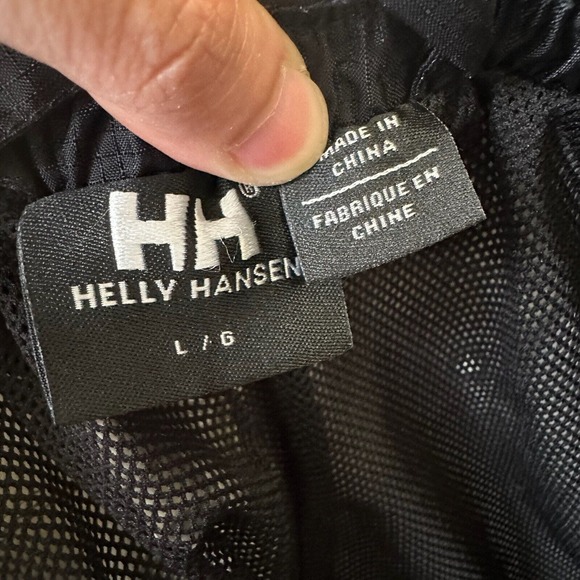 HH®
HELLY HANSEN
L / G
MADE IN
CHINA
FABRIQUE EN
CHINE